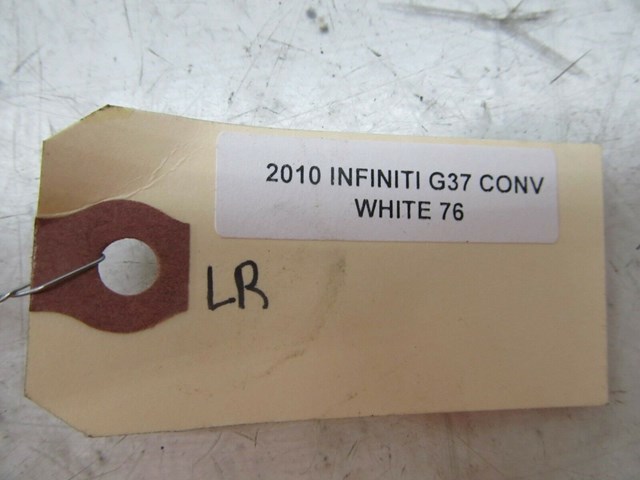 2010 INFINITI G37 CONV
WHITE 76
LR